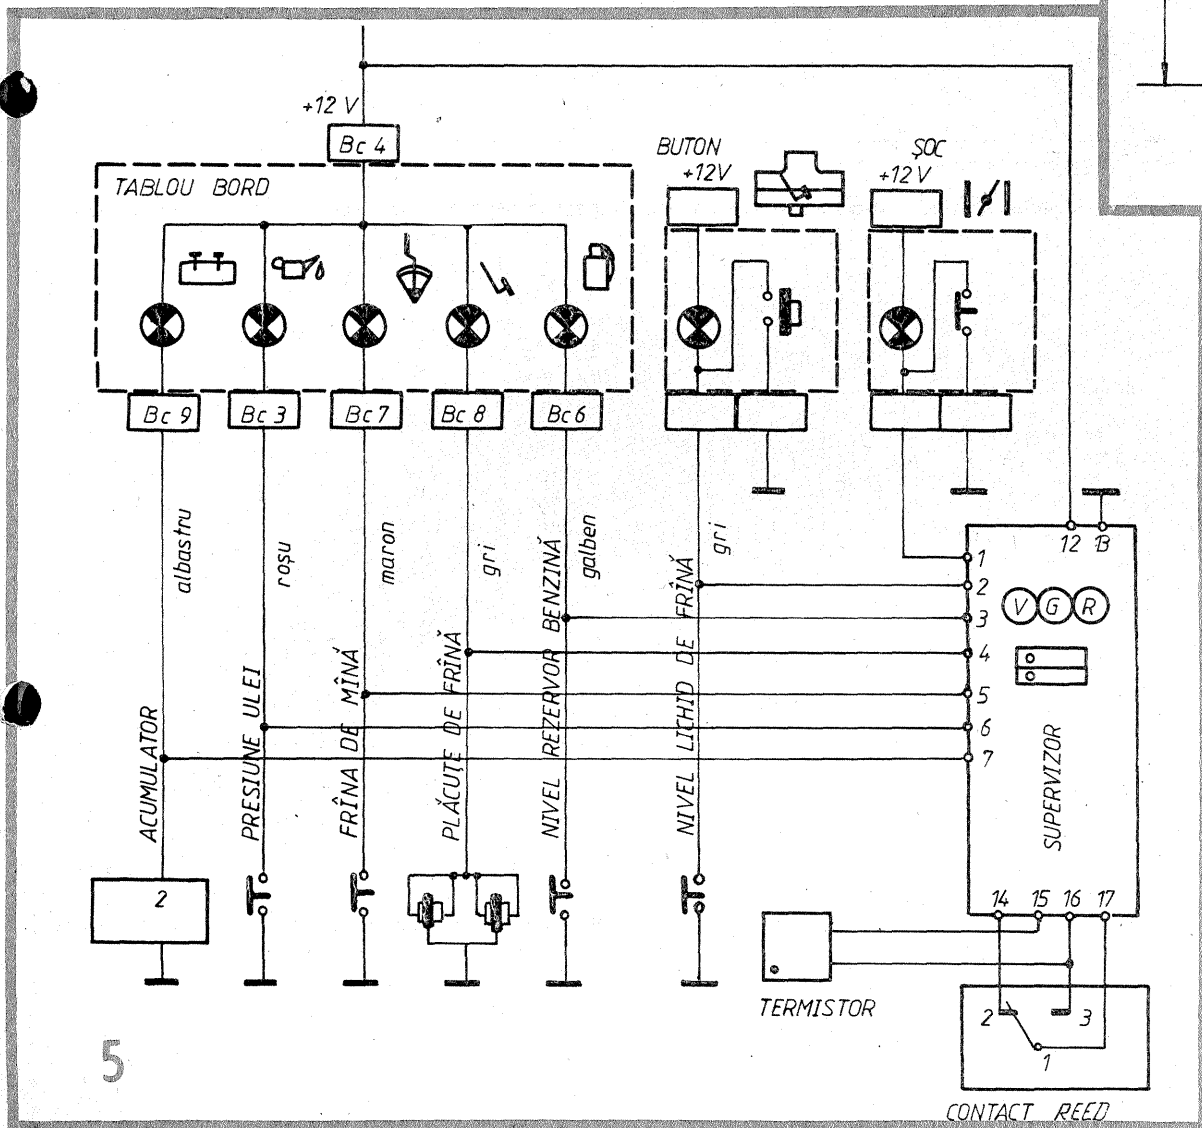 +12 V
Bc 4
TABLOU BORD
BUTON
+12V
ȘOC
+12 V
Bc 9
Bc 3
Bc 7
Bc 8
Bc 6
albastru
roșu
maron
gri
galben
gri
ACUMULATOR
PRESIUNE ULEI
FRÎNA DE MÎNĂ
PLĂCUȚE DE FRÎNĂ
NIVEL REZERVOR BENZINĂ
NIVEL LICHID DE FRÎNĂ
12
13
1
2
3
4
5
6
7
V G R
SUPERVIZOR
2
14
15
16
17
TERMISTOR
2
3
1
CONTACT REED
5